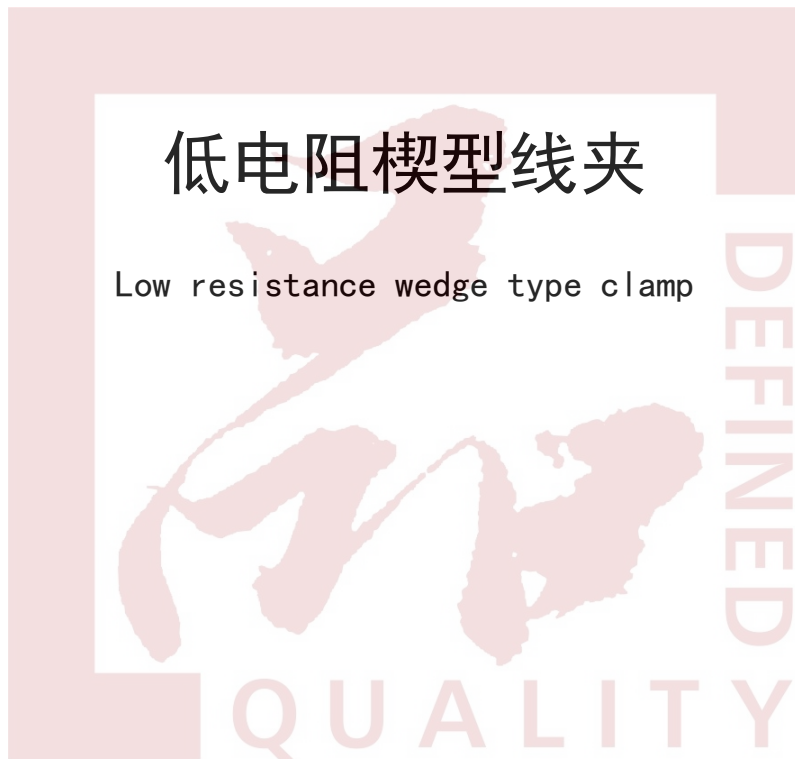 低电阻楔型线夹
Low resistance wedge type clamp
DEFINED
QUALITY